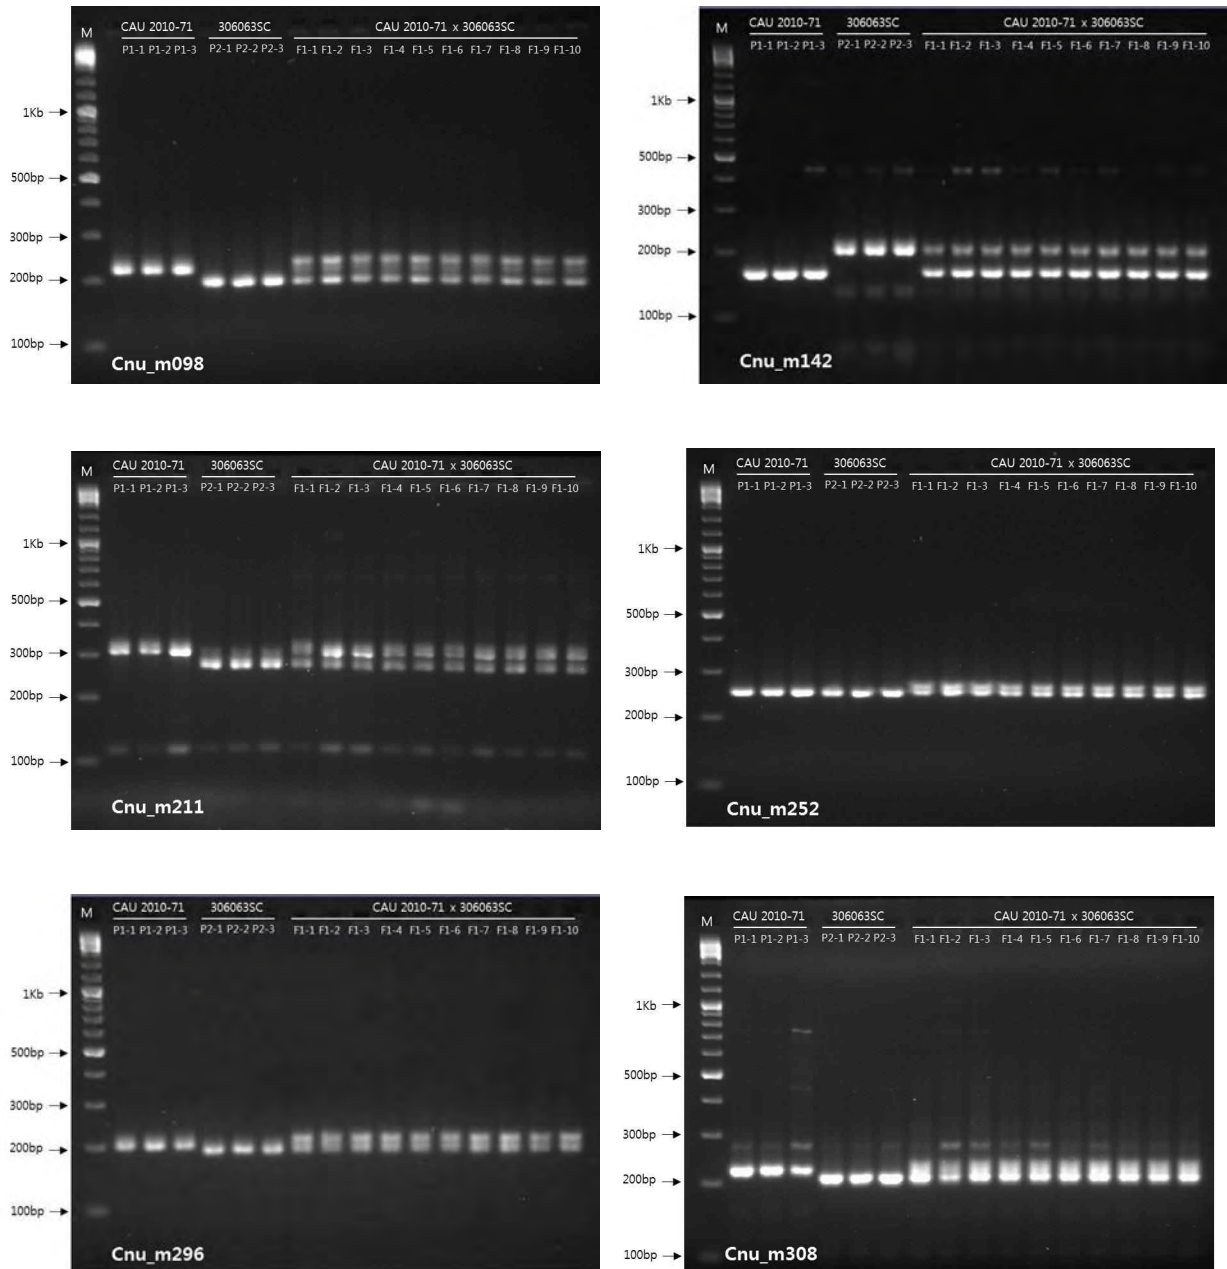 CAU 2010-71 306063SC CAU 2010-71 x 306063SC
M
P1-1 P1-2 P1-3 P2-1 P2-2 P2-3 F1-1 F1-2 F1-3 F1-4 F1-5 F1-6 F1-7 F1-8 F1-9 F1-10
1Kb
500bp
300bp
200bp
100bp
Cnu_m098
CAU 2010-71 306063SC CAU 2010-71 x 306063SC
M
P1-1 P1-2 P1-3 P2-1 P2-2 P2-3 F1-1 F1-2 F1-3 F1-4 F1-5 F1-6 F1-7 F1-8 F1-9 F1-10
1Kb
500bp
300bp
200bp
100bp
Cnu_m142
CAU 2010-71 306063SC CAU 2010-71 x 306063SC
M
P1-1 P1-2 P1-3 P2-1 P2-2 P2-3 F1-1 F1-2 F1-3 F1-4 F1-5 F1-6 F1-7 F1-8 F1-9 F1-10
1Kb
500bp
300bp
200bp
100bp
Cnu_m211
CAU 2010-71 306063SC CAU 2010-71 x 306063SC
M
P1-1 P1-2 P1-3 P2-1 P2-2 P2-3 F1-1 F1-2 F1-3 F1-4 F1-5 F1-6 F1-7 F1-8 F1-9 F1-10
1Kb
500bp
300bp
200bp
100bp
Cnu_m252
CAU 2010-71 306063SC CAU 2010-71 x 306063SC
M
P1-1 P1-2 P1-3 P2-1 P2-2 P2-3 F1-1 F1-2 F1-3 F1-4 F1-5 F1-6 F1-7 F1-8 F1-9 F1-10
1Kb
500bp
300bp
200bp
100bp
Cnu_m296
CAU 2010-71 306063SC CAU 2010-71 x 306063SC
M
P1-1 P1-2 P1-3 P2-1 P2-2 P2-3 F1-1 F1-2 F1-3 F1-4 F1-5 F1-6 F1-7 F1-8 F1-9 F1-10
1Kb
500bp
300bp
200bp
100bp
Cnu_m308